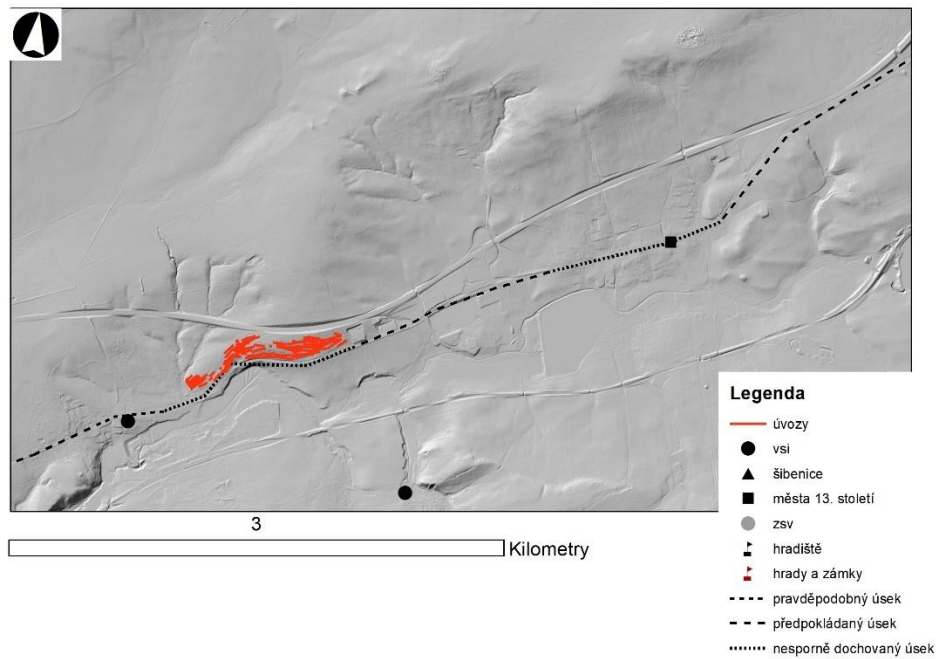 3
Kilometry
Legenda
úvozy
vsi
šibenice
města 13. století
zsv
hradiště
hrady a zámky
pravděpodobný úsek
předpokládaný úsek
nesporně dochovaný úsek